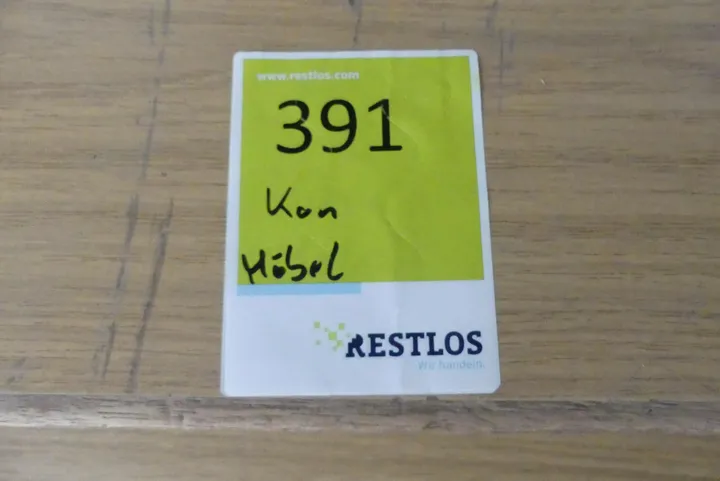 www.restlos.com
391
Kon
Möbel
RESTLOS
Wir handeln.